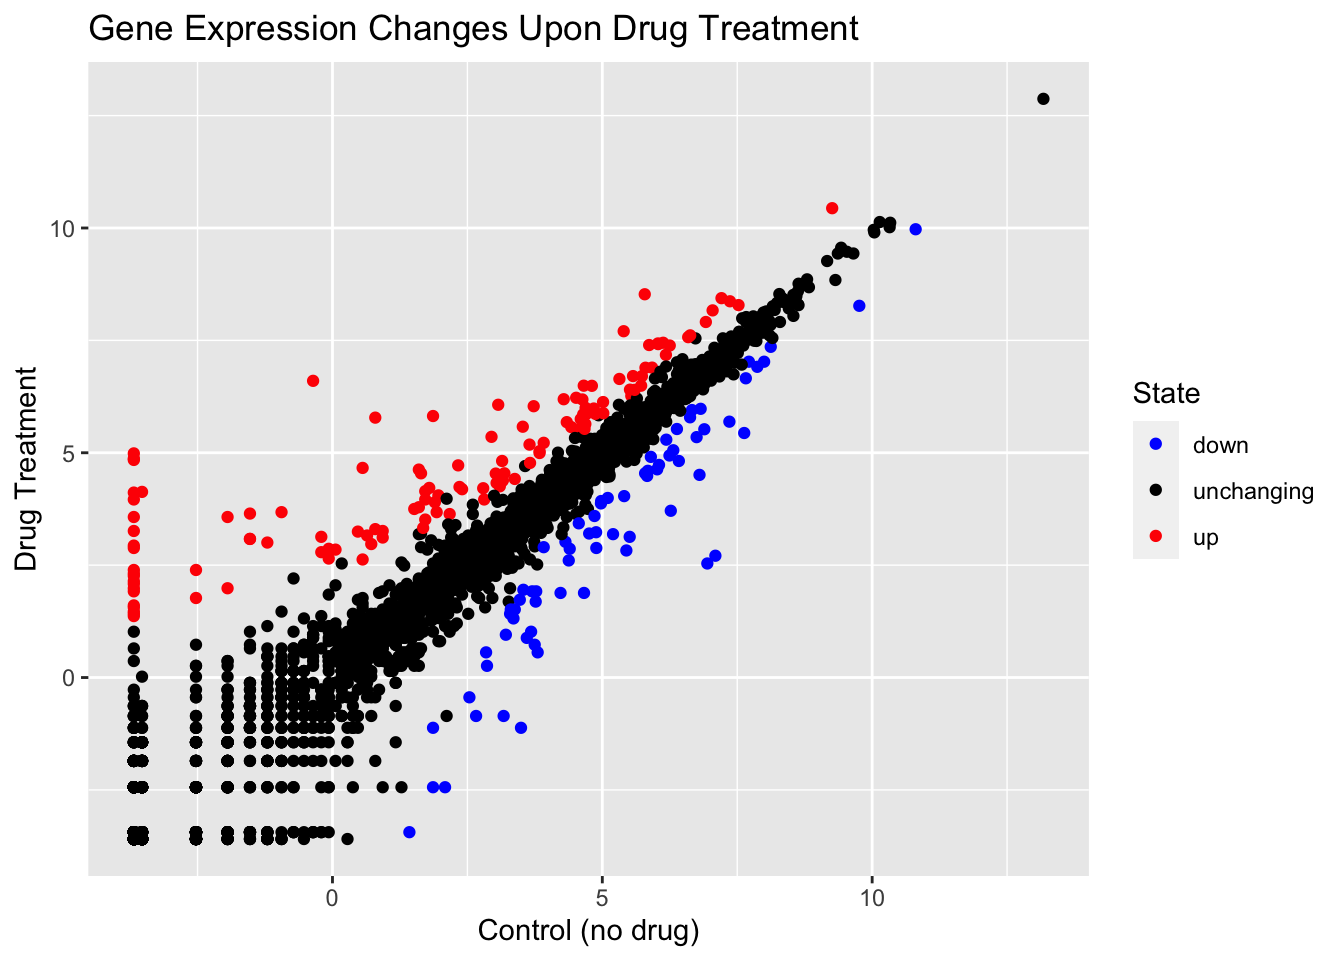 Gene Expression Changes Upon Drug Treatment
10
5
0
Drug Treatment
0 5 10
Control (no drug)
State
down
unchanging
up